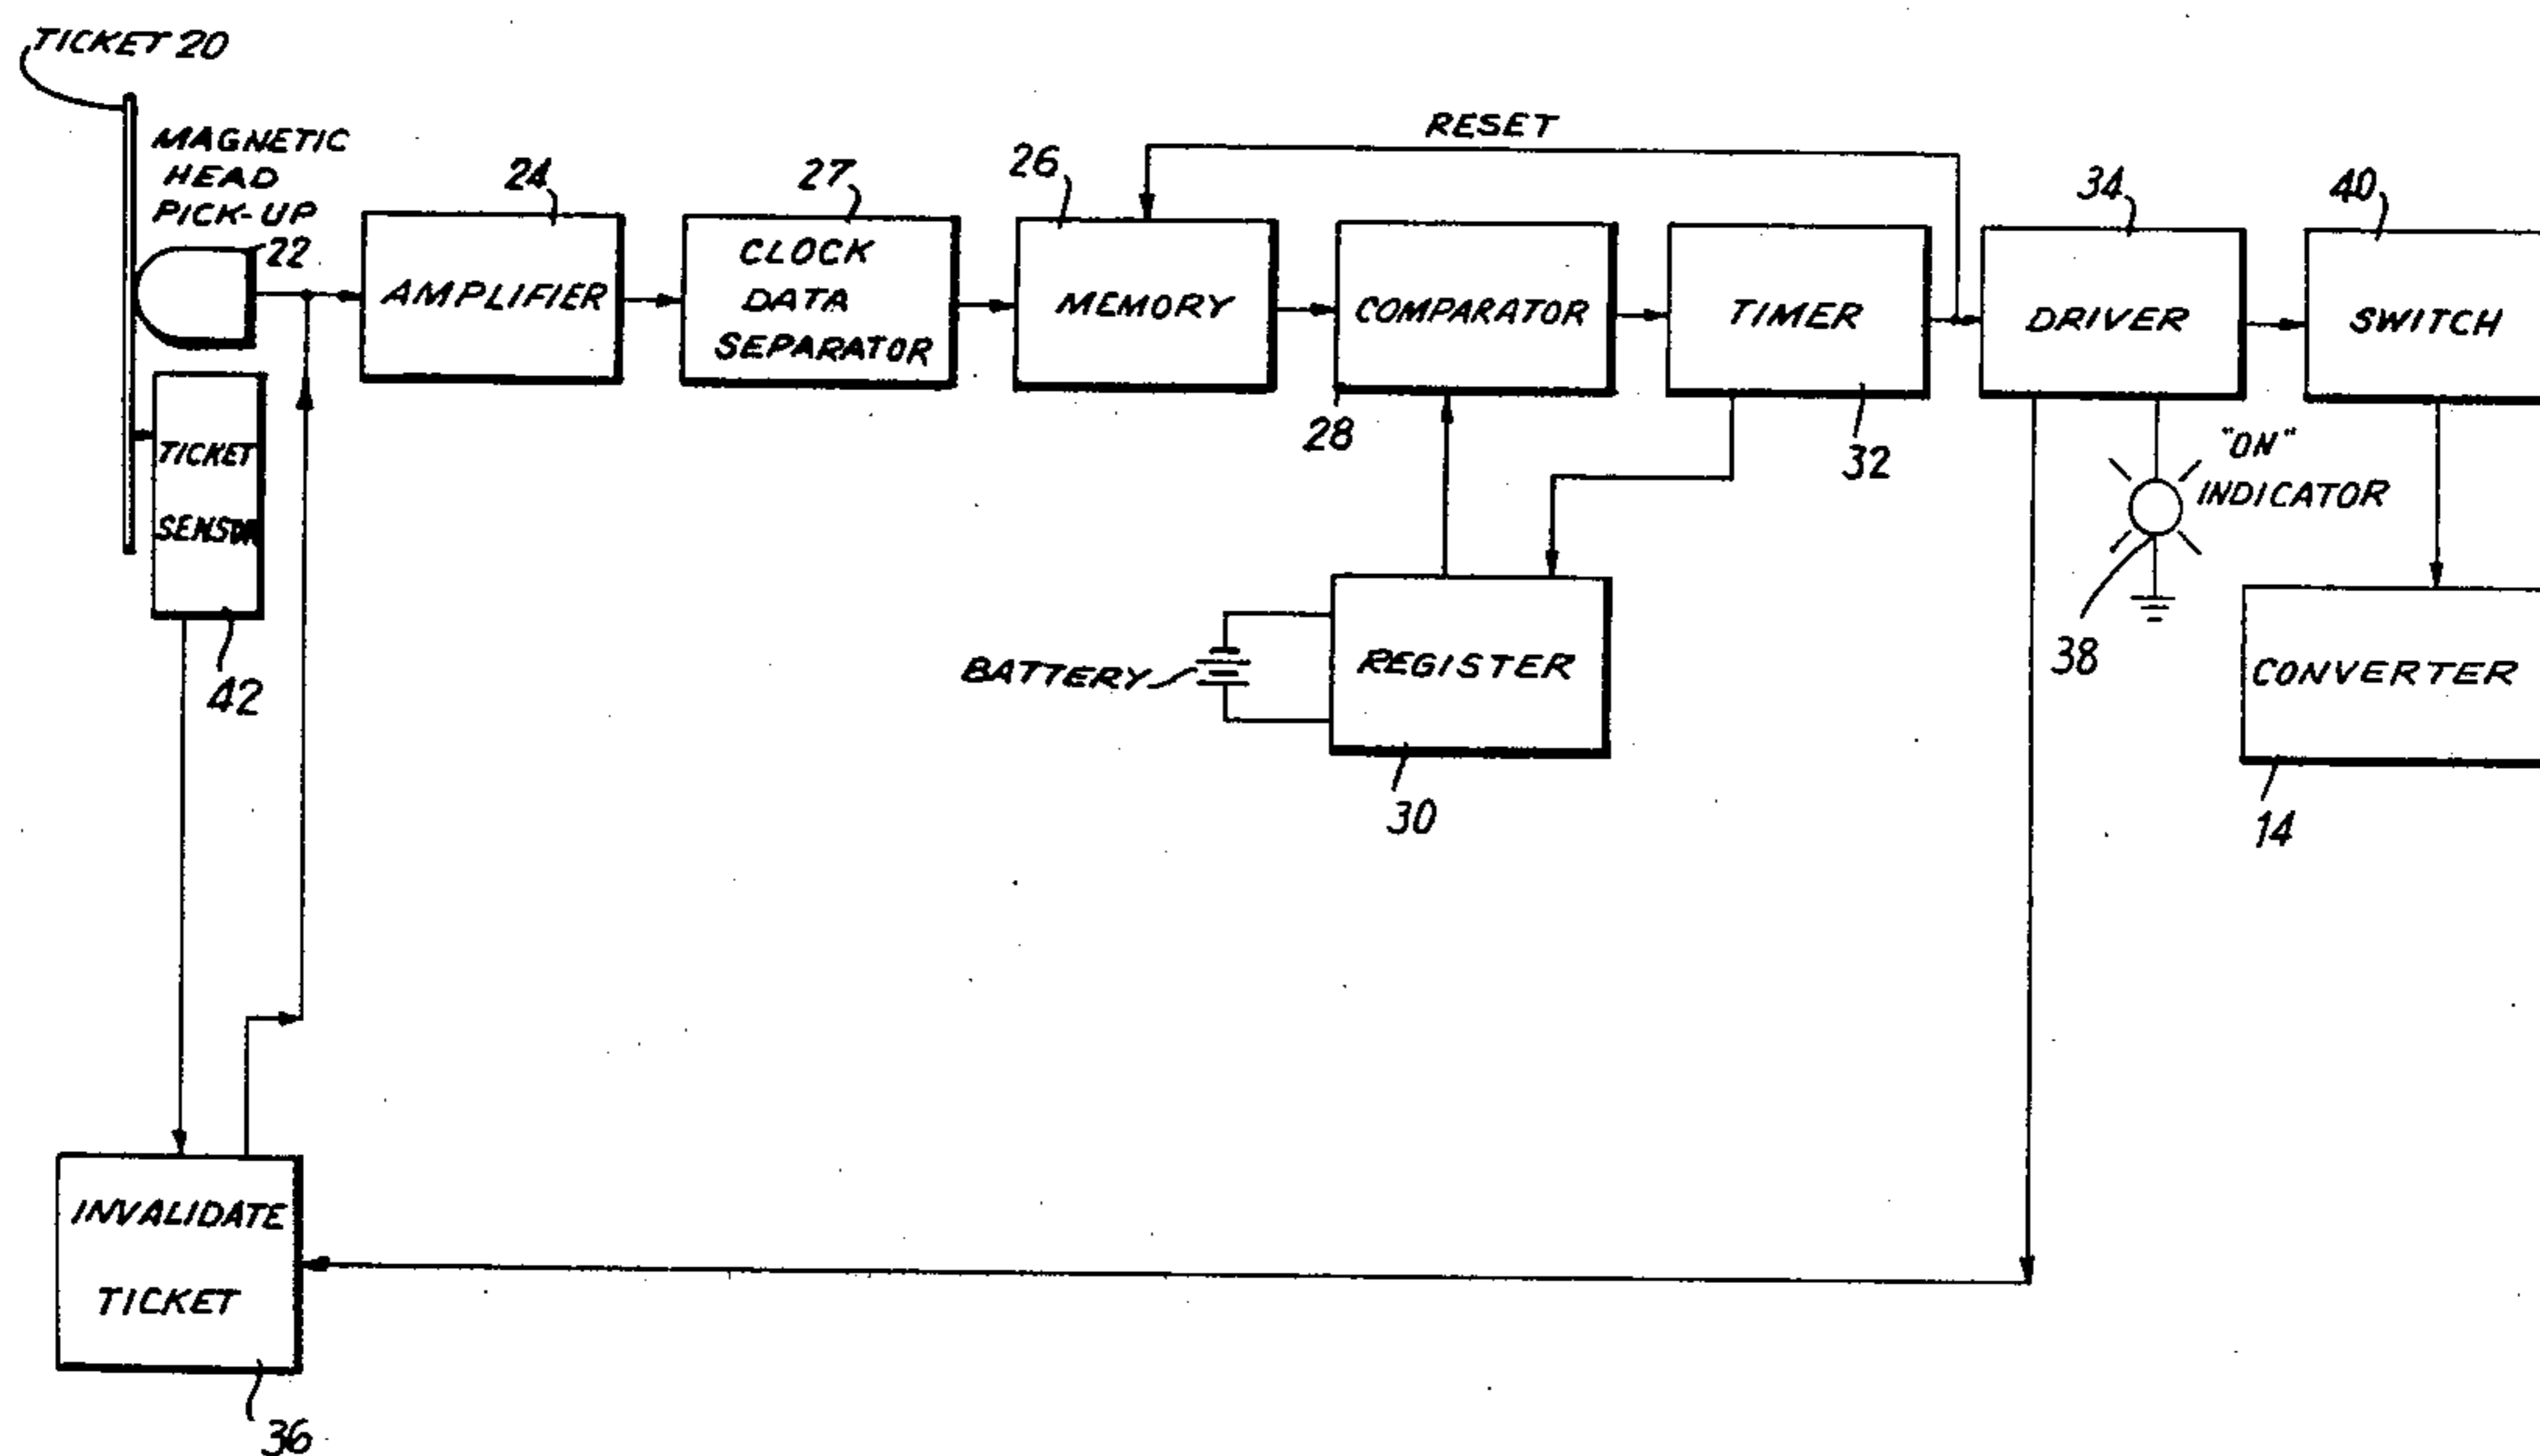 TICKET 20
MAGNETIC
HEAD
PICK-UP
22
24
AMPLIFIER
27
CLOCK
DATA
SEPARATOR
26
MEMORY
RESET
COMPARATOR
28
TIMER
32
34
DRIVER
40
SWITCH
"ON"
INDICATOR
38
CONVERTER
14
TICKET
SENSOR
42
BATTERY
REGISTER
30
INVALIDATE
TICKET
36